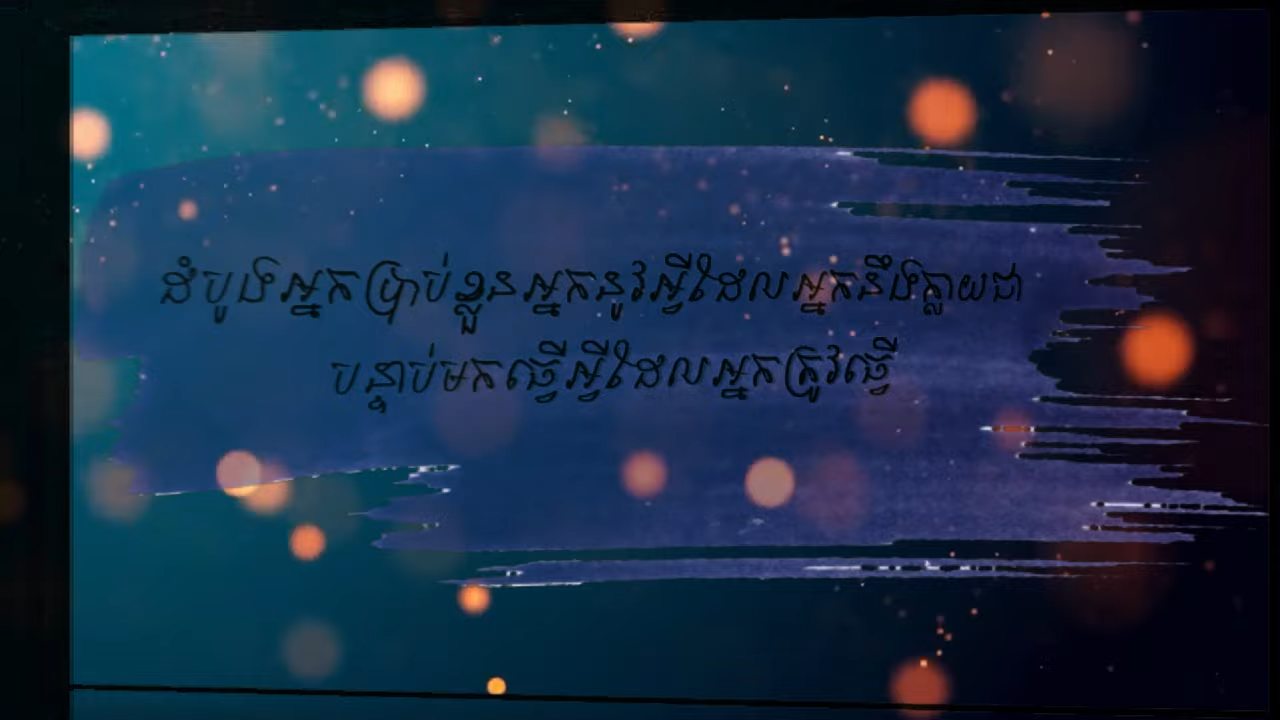 ដំបូងអ្នកប្រាប់ខ្លួនអ្នកនូវអ្វីដែលអ្នកនឹងក្លាយជា
បន្ទាប់មកធ្វើអ្វីដែលអ្នកត្រូវធ្វើ